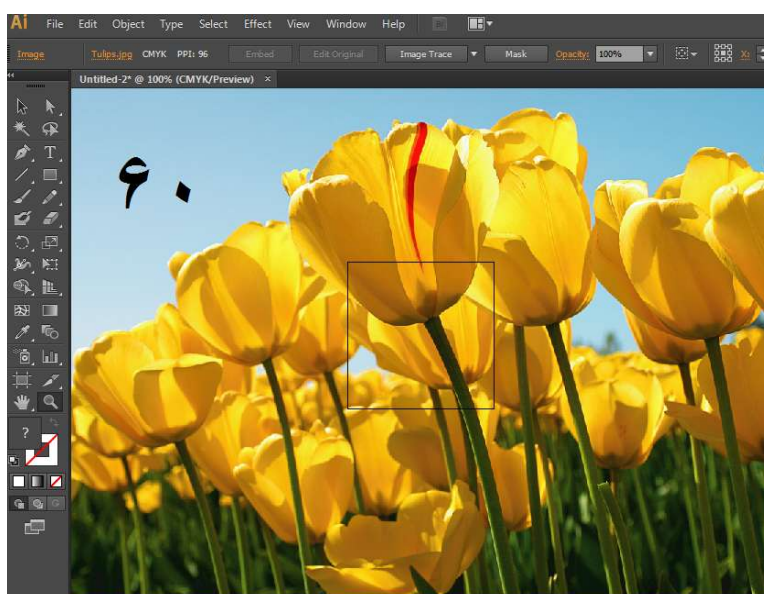 Ai File Edit Object Type Select Effect View Window Help Br
Image Tulips.jpg CMYK PPI: 96 Embed Edit Original Image Trace Mask Opacity: 100% X:
Untitled-2* @ 100% (CMYK/Preview) ×
۶۰
T
?